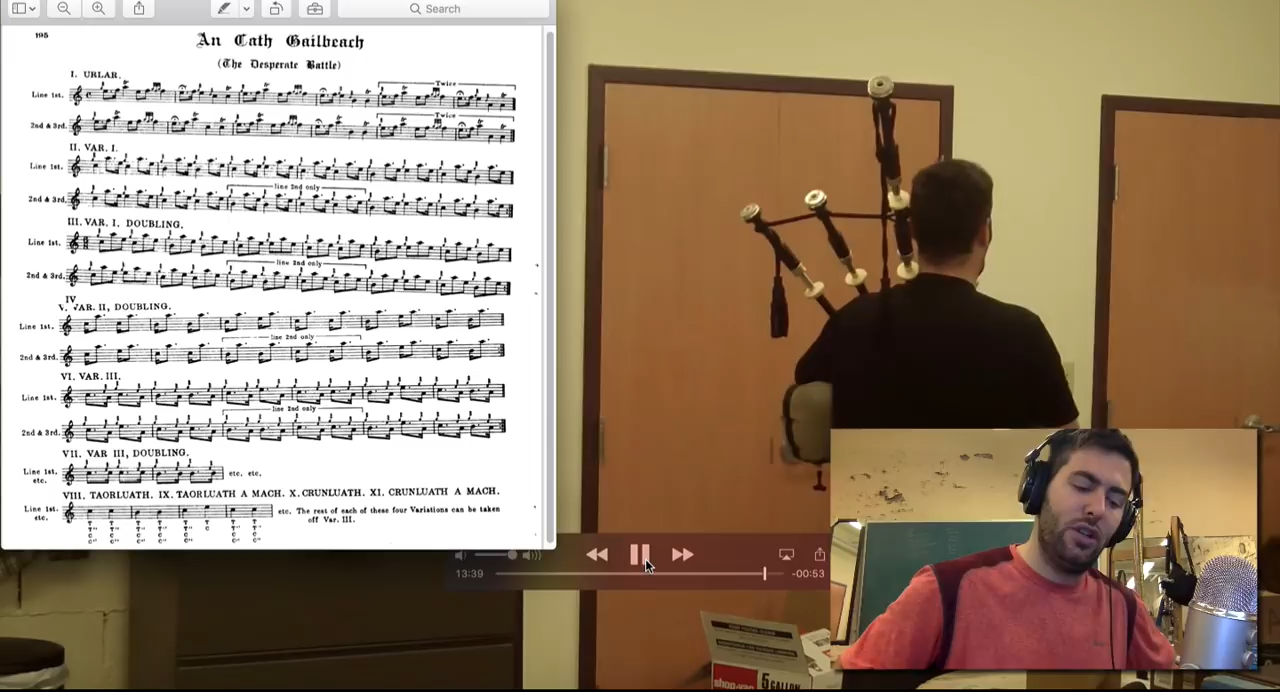 Search
195
An Cath Gailbeach
(The Desperate Battle)
I. URLAR.
Twice
Line 1st.
Twice
2nd & 3rd.
II. VAR. I.
Line 1st.
line 2nd only
2nd & 3rd.
III. VAR. I. DOUBLING.
Line 1st.
line 2nd only
2nd & 3rd.
IV
V. VAR. II, DOUBLING.
Line 1st.
line 2nd only
2nd & 3rd.
VI. VAR. III.
Line 1st.
line 2nd only
2nd & 3rd.
VII. VAR III, DOUBLING.
Line 1st. etc. etc. etc.
VIII. TAORLUATH. IX. TAORLUATH A MACH. X. CRUNLUATH. XI. CRUNLUATH A MACH.
Line 1st. etc. etc. The rest of each of these four Variations can be taken
off Var. III.
13:39
-00:53
shop-vac
5 GALLON